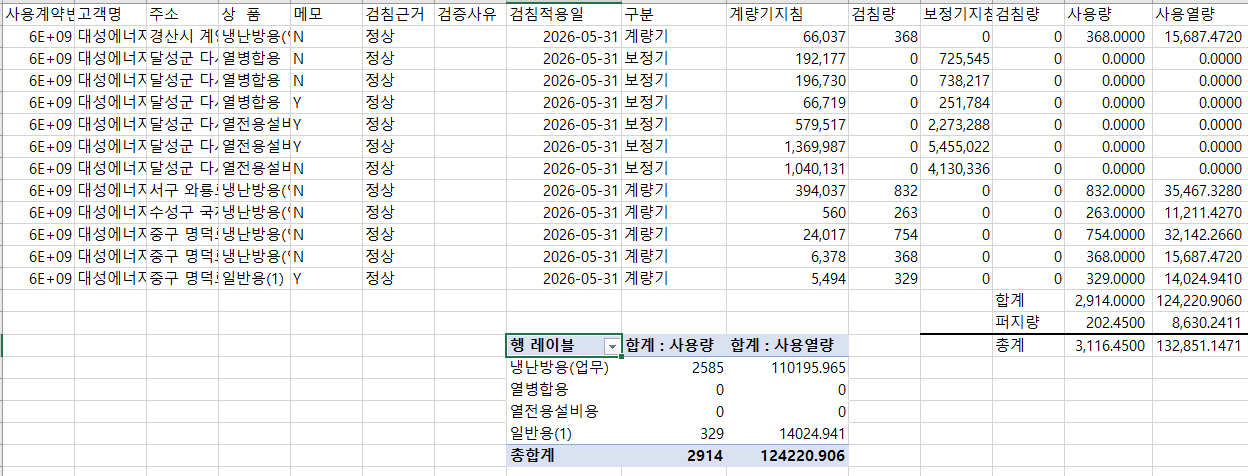 사용계약번 고객명 주소 상 품 메모 검침근거 검증사유 검침적용일 구분 계량기지침 검침량 보정기지침 검침량 사용량 사용열량
6E+09 대성에너지 경산시 계양 냉난방용(업 N 정상 2026-05-31 계량기 66,037 368 0 0 368.0000 15,687.4720
6E+09 대성에너지 달성군 다사 열병합용 N 정상 2026-05-31 보정기 192,177 0 725,545 0 0.0000 0.0000
6E+09 대성에너지 달성군 다사 열병합용 N 정상 2026-05-31 보정기 196,730 0 738,217 0 0.0000 0.0000
6E+09 대성에너지 달성군 다사 열병합용 Y 정상 2026-05-31 보정기 66,719 0 251,784 0 0.0000 0.0000
6E+09 대성에너지 달성군 다사 열전용설비 Y 정상 2026-05-31 보정기 579,517 0 2,273,288 0 0.0000 0.0000
6E+09 대성에너지 달성군 다사 열전용설비 Y 정상 2026-05-31 보정기 1,369,987 0 5,455,022 0 0.0000 0.0000
6E+09 대성에너지 달성군 다사 열전용설비 N 정상 2026-05-31 보정기 1,040,131 0 4,130,336 0 0.0000 0.0000
6E+09 대성에너지 서구 와룡로 냉난방용(업 N 정상 2026-05-31 계량기 394,037 832 0 0 832.0000 35,467.3280
6E+09 대성에너지 수성구 국채 냉난방용(업 N 정상 2026-05-31 계량기 560 263 0 0 263.0000 11,211.4270
6E+09 대성에너지 중구 명덕로 냉난방용(업 N 정상 2026-05-31 계량기 24,017 754 0 0 754.0000 32,142.2660
6E+09 대성에너지 중구 명덕로 냉난방용(업 N 정상 2026-05-31 계량기 6,378 368 0 0 368.0000 15,687.4720
6E+09 대성에너지 중구 명덕로 일반용(1) Y 정상 2026-05-31 계량기 5,494 329 0 0 329.0000 14,024.9410
합계 2,914.0000 124,220.9060
퍼지량 202.4500 8,630.2411
총계 3,116.4500 132,851.1471
행 레이블 합계 : 사용량 합계 : 사용열량
냉난방용(업무) 2585 110195.965
열병합용 0 0
열전용설비용 0 0
일반용(1) 329 14024.941
총합계 2914 124220.906